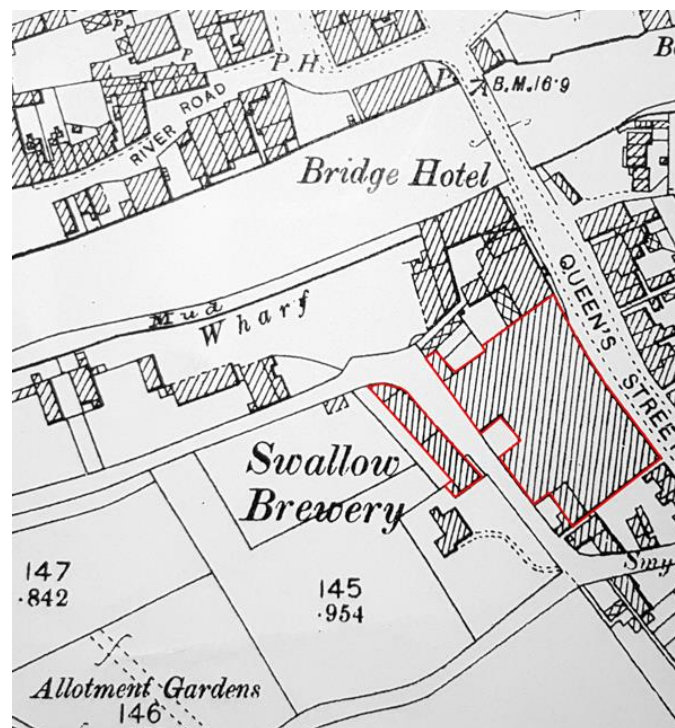 P.
P
P.H.
P.
B.M.16·9
RIVER ROAD
Bridge Hotel
QUEEN'S STREET
Mud
Wharf
Swallow
Brewery
Smy
147
·842
145
·954
Allotment Gardens
146